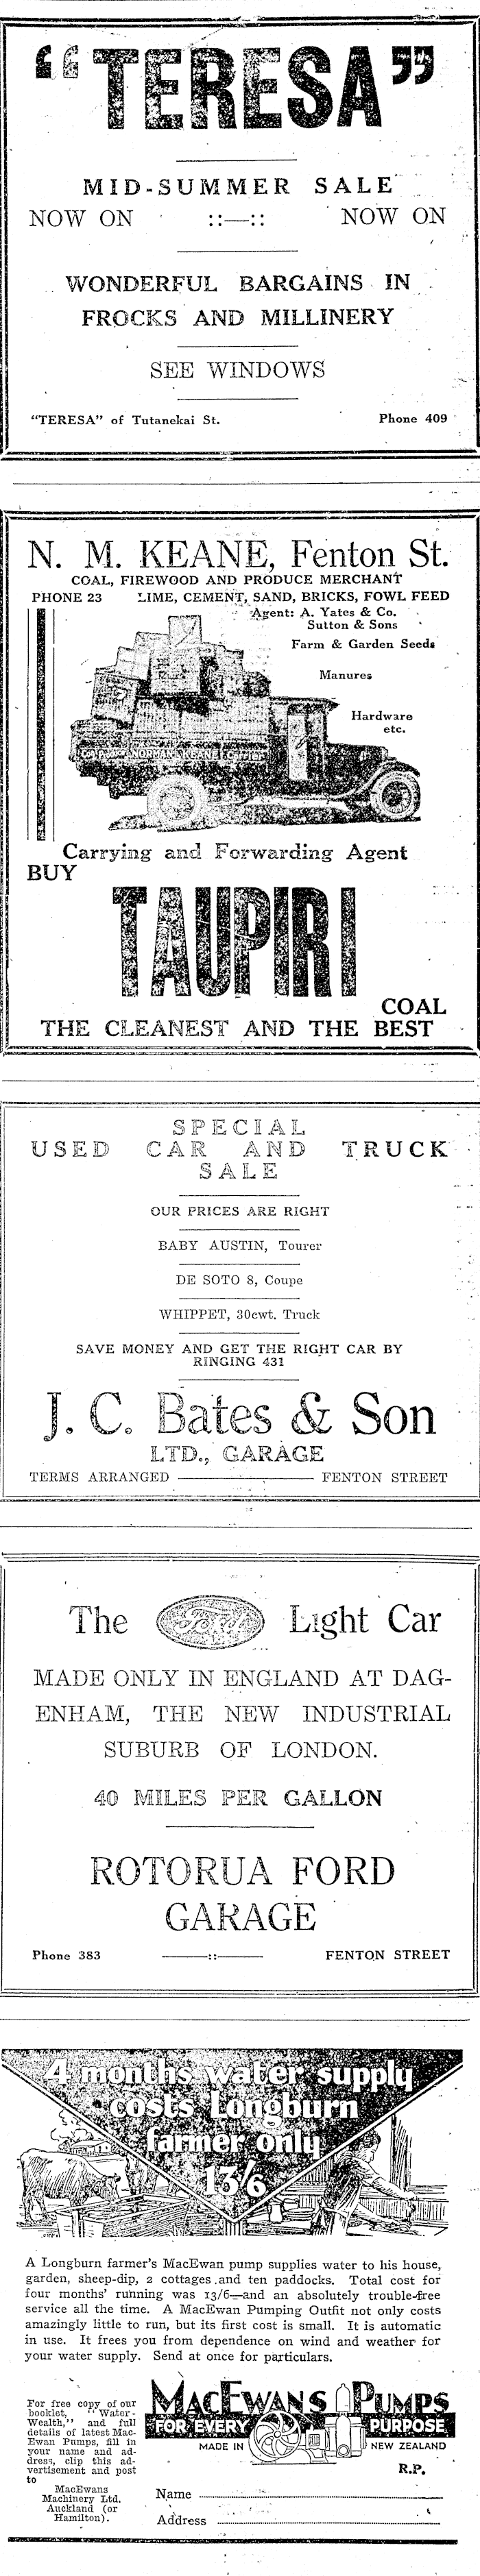 “TERESA”
MID-SUMMER SALE
NOW ON ::—:: NOW ON
WONDERFUL BARGAINS IN
FROCKS AND MILLINERY
SEE WINDOWS
“TERESA” of Tutanekai St. Phone 409
N. M. KEANE, Fenton St.
COAL, FIREWOOD AND PRODUCE MERCHANT
PHONE 23 LIME, CEMENT, SAND, BRICKS, FOWL FEED
Agent: A. Yates & Co.
Sutton & Sons
Farm & Garden Seeds
Manures
Hardware
etc.
Carrying and Forwarding Agent
BUY
TAUPIRI
COAL
THE CLEANEST AND THE BEST
SPECIAL
USED CAR AND TRUCK
SALE
OUR PRICES ARE RIGHT
BABY AUSTIN, Tourer
DE SOTO 8, Coupe
WHIPPET, 30cwt. Truck
SAVE MONEY AND GET THE RIGHT CAR BY
RINGING 431
J. C. Bates & Son
LTD., GARAGE
TERMS ARRANGED ——— FENTON STREET
The Ford Light Car
MADE ONLY IN ENGLAND AT DAG-
ENHAM, THE NEW INDUSTRIAL
SUBURB OF LONDON.
40 MILES PER GALLON
ROTORUA FORD
GARAGE
Phone 383 ——::—— FENTON STREET
4 months water supply
costs Longburn
farmer only
13/6
A Longburn farmer's MacEwan pump supplies water to his house,
garden, sheep-dip, 2 cottages and ten paddocks. Total cost for
four months' running was 13/6—and an absolutely trouble-free
service all the time. A MacEwan Pumping Outfit not only costs
amazingly little to run, but its first cost is small. It is automatic
in use. It frees you from dependence on wind and weather for
your water supply. Send at once for particulars.
For free copy of our
booklet, “Water-
Wealth,” and full
details of latest Mac-
Ewan Pumps, fill in
your name and ad-
dress, clip this ad-
vertisement and post
to
MacEwans
Machinery Ltd.
Auckland (or
Hamilton).
MACEWANS PUMPS
FOR EVERY PURPOSE
MADE IN NEW ZEALAND
R.P.
Name
Address